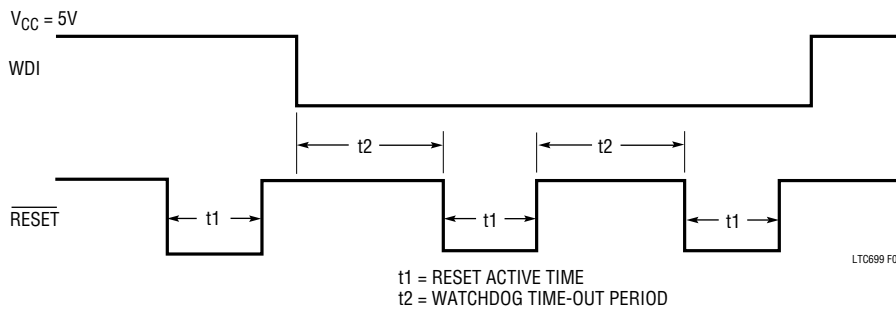 V_CC = 5V
WDI
t2
t2
RESET
t1
t1
t1
LTC699 F0
t1 = RESET ACTIVE TIME
t2 = WATCHDOG TIME-OUT PERIOD